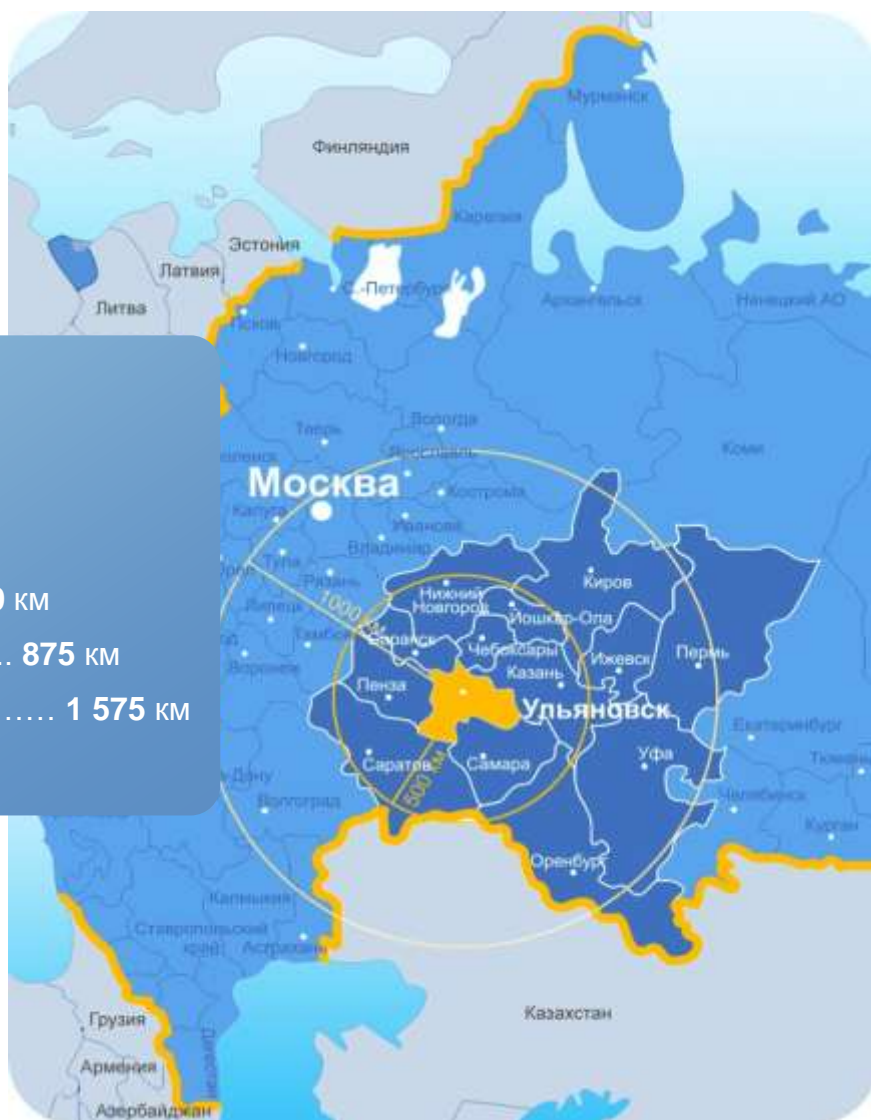 Мурманск
Финляндия
Карелия
Эстония
Латвия
С.-Петербург
Архангельск
Ненецкий АО
Литва
Псков
Новгород
Вологда
Тверь
Ярославль
Коми
Москва
Кострома
Калуга
Иваново
Владимир
Тула
Рязань
Киров
Нижний
Новгород
Йошкар-Ола
1000 км
Липецк
Тамбов
Саранск
Чебоксары
Ижевск
Пермь
Воронеж
Казань
Пенза
Ульяновск
Екатеринбург
Уфа
Тюмень
Саратов
Самара
500 км
Волгоград
Челябинск
Курган
Оренбург
Калмыкия
Ставропольский
край
Астрахань
Казахстан
Грузия
Дагестан
Армения
Азербайджан
км
.. 875 км
..... 1 575 км